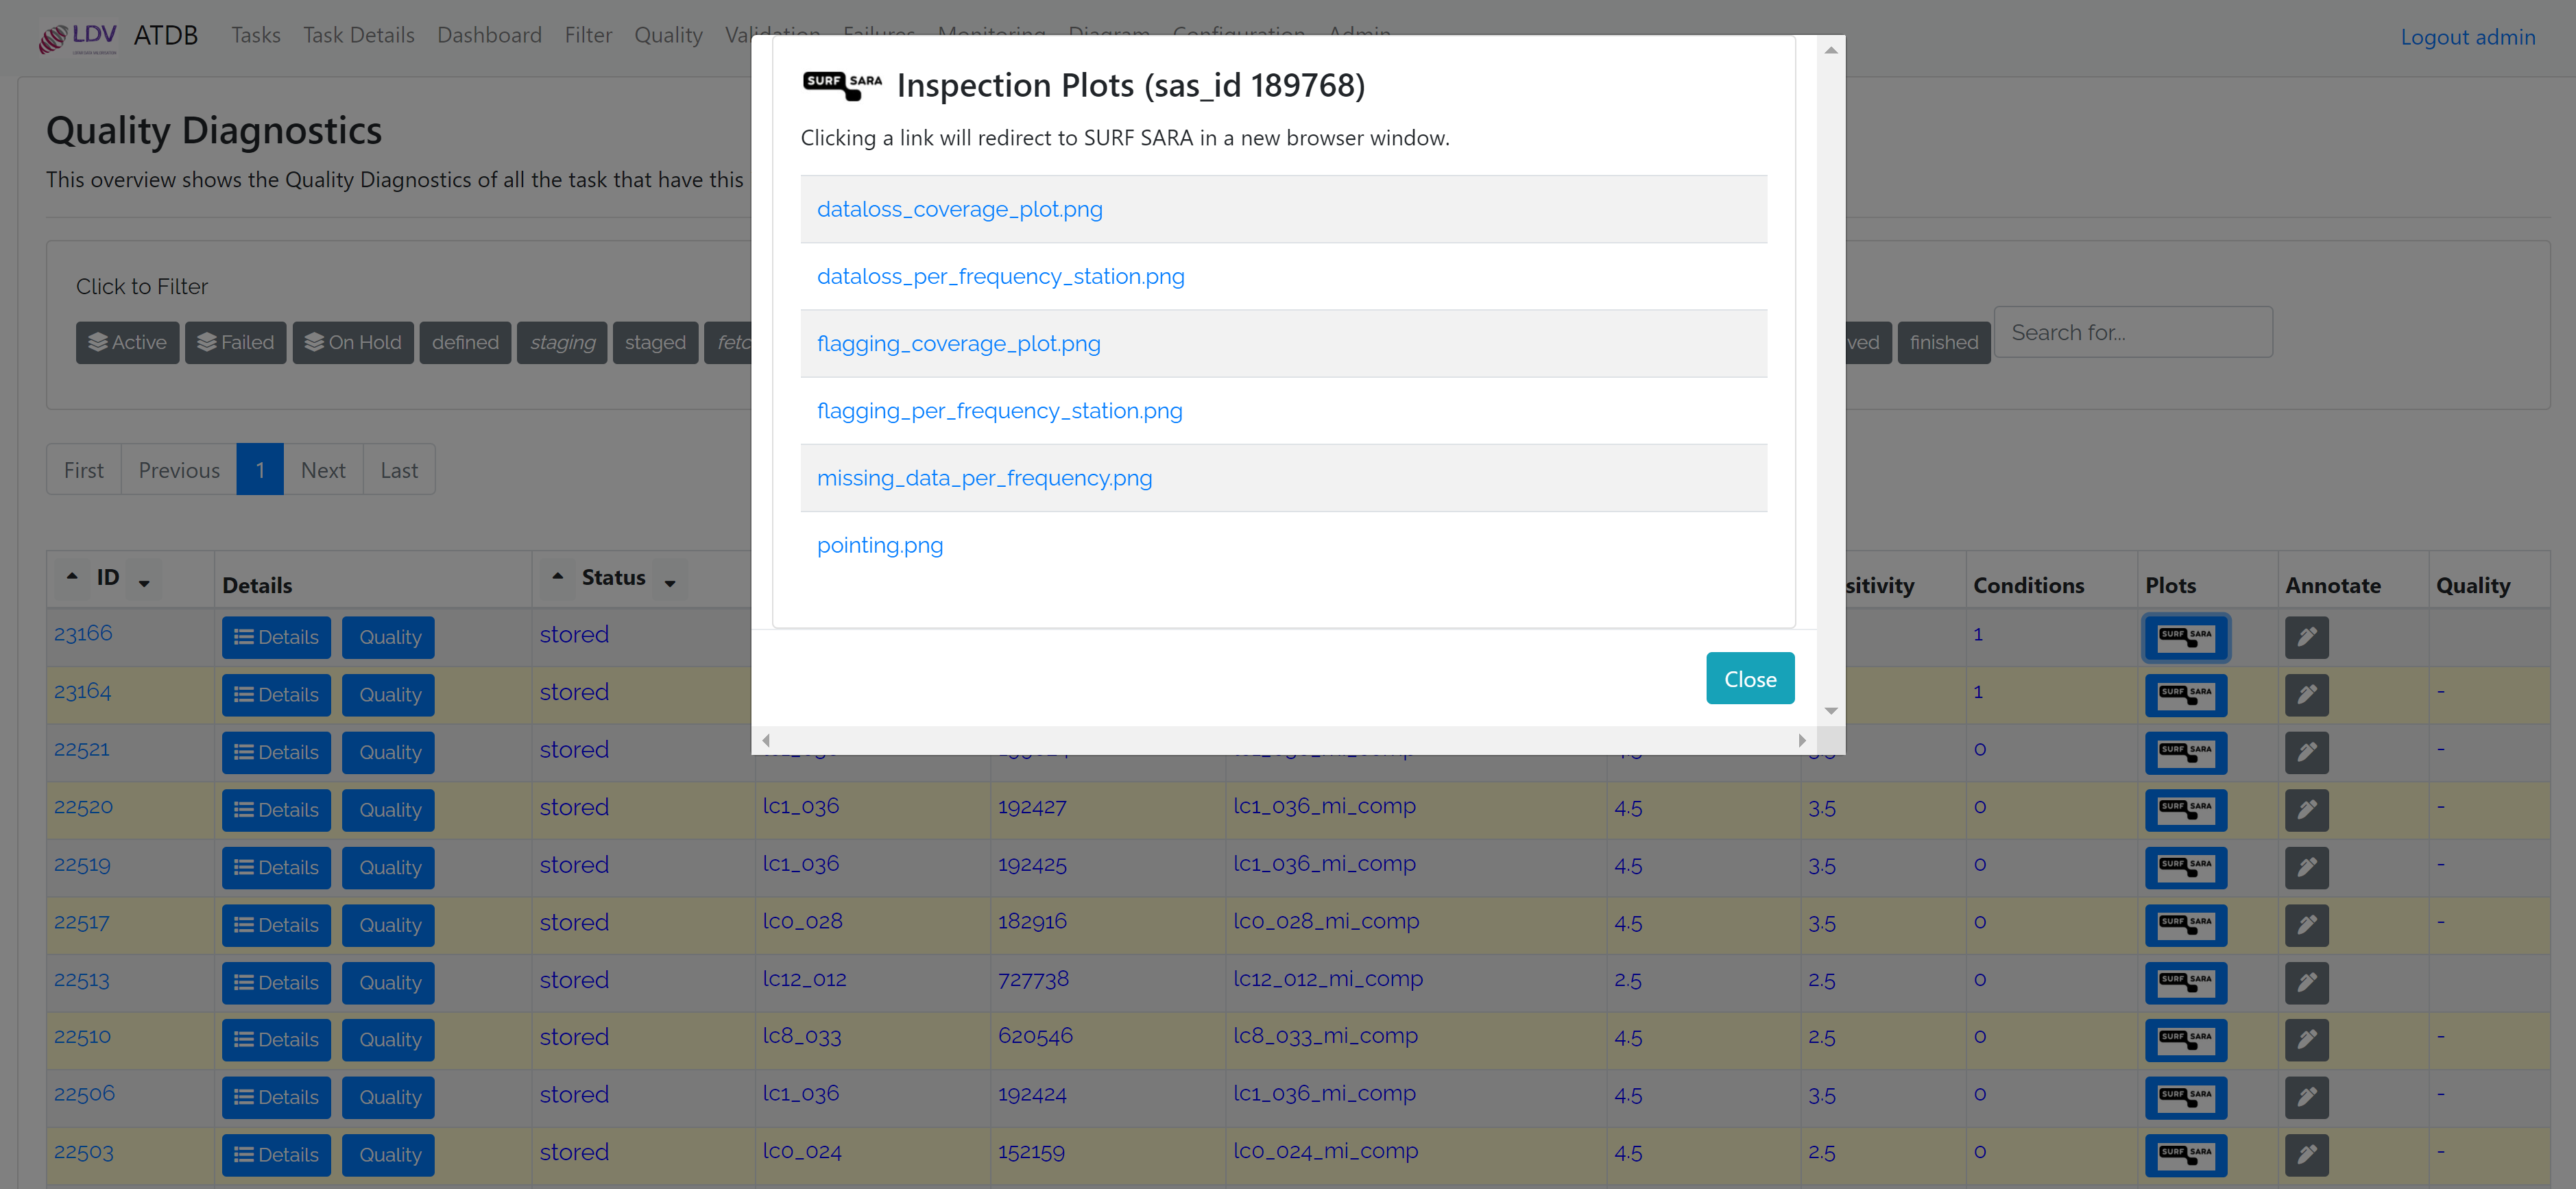 LDV ATDB Tasks Task Details Dashboard Filter Quality Validation Failures Monitoring Diagram Configuration Admin Logout admin
SURF SARA Inspection Plots (sas_id 189768)
Clicking a link will redirect to SURF SARA in a new browser window.
dataloss_coverage_plot.png
dataloss_per_frequency_station.png
flagging_coverage_plot.png
flagging_per_frequency_station.png
missing_data_per_frequency.png
pointing.png
Close
Quality Diagnostics
This overview shows the Quality Diagnostics of all the task that have this
Click to Filter
Active Failed On Hold defined staging staged fetc ved finished Search for...
First Previous 1 Next Last
ID Details Status sitivity Conditions Plots Annotate Quality
23166 Details Quality stored 1 SURF SARA
23164 Details Quality stored 1 SURF SARA -
22521 Details Quality stored 0 SURF SARA -
22520 Details Quality stored lc1_036 192427 lc1_036_mi_comp 4.5 3.5 0 SURF SARA -
22519 Details Quality stored lc1_036 192425 lc1_036_mi_comp 4.5 3.5 0 SURF SARA -
22517 Details Quality stored lc0_028 182916 lc0_028_mi_comp 4.5 3.5 0 SURF SARA -
22513 Details Quality stored lc12_012 727738 lc12_012_mi_comp 2.5 2.5 0 SURF SARA -
22510 Details Quality stored lc8_033 620546 lc8_033_mi_comp 4.5 2.5 0 SURF SARA -
22506 Details Quality stored lc1_036 192424 lc1_036_mi_comp 4.5 3.5 0 SURF SARA -
22503 Details Quality stored lc0_024 152159 lc0_024_mi_comp 4.5 2.5 0 SURF SARA -